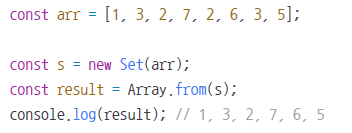 const arr = [1, 3, 2, 7, 2, 6, 3, 5];
const s = new Set(arr);
const result = Array.from(s);
console.log(result); // 1, 3, 2, 7, 6, 5